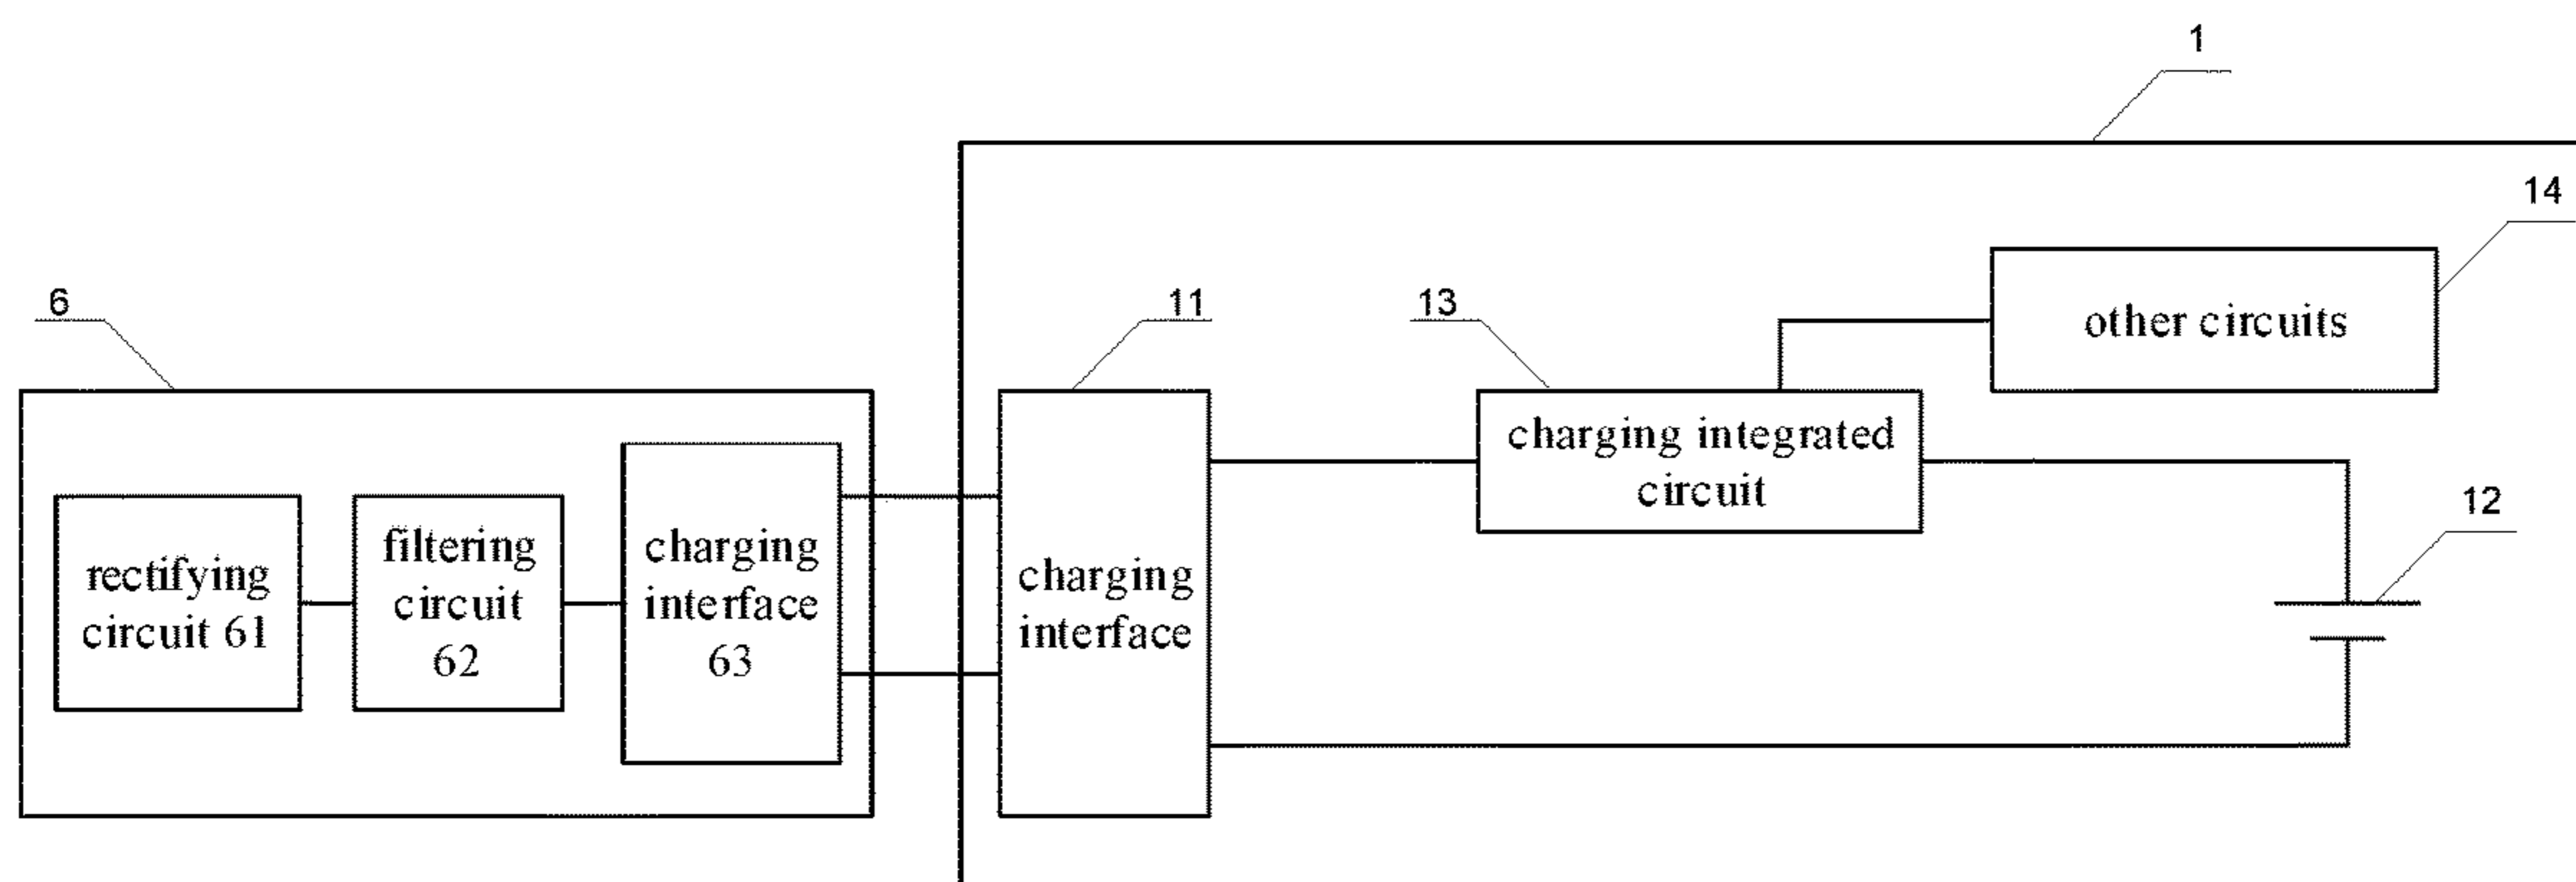 1
14
6
11
13
other circuits
charging integrated
circuit
12
rectifying
circuit 61
filtering
circuit
62
charging
interface
63
charging
interface